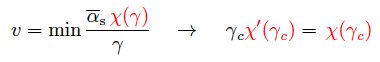 v = min ᾱ_s χ(γ) / γ → γ_c χ′(γ_c) = χ(γ_c)